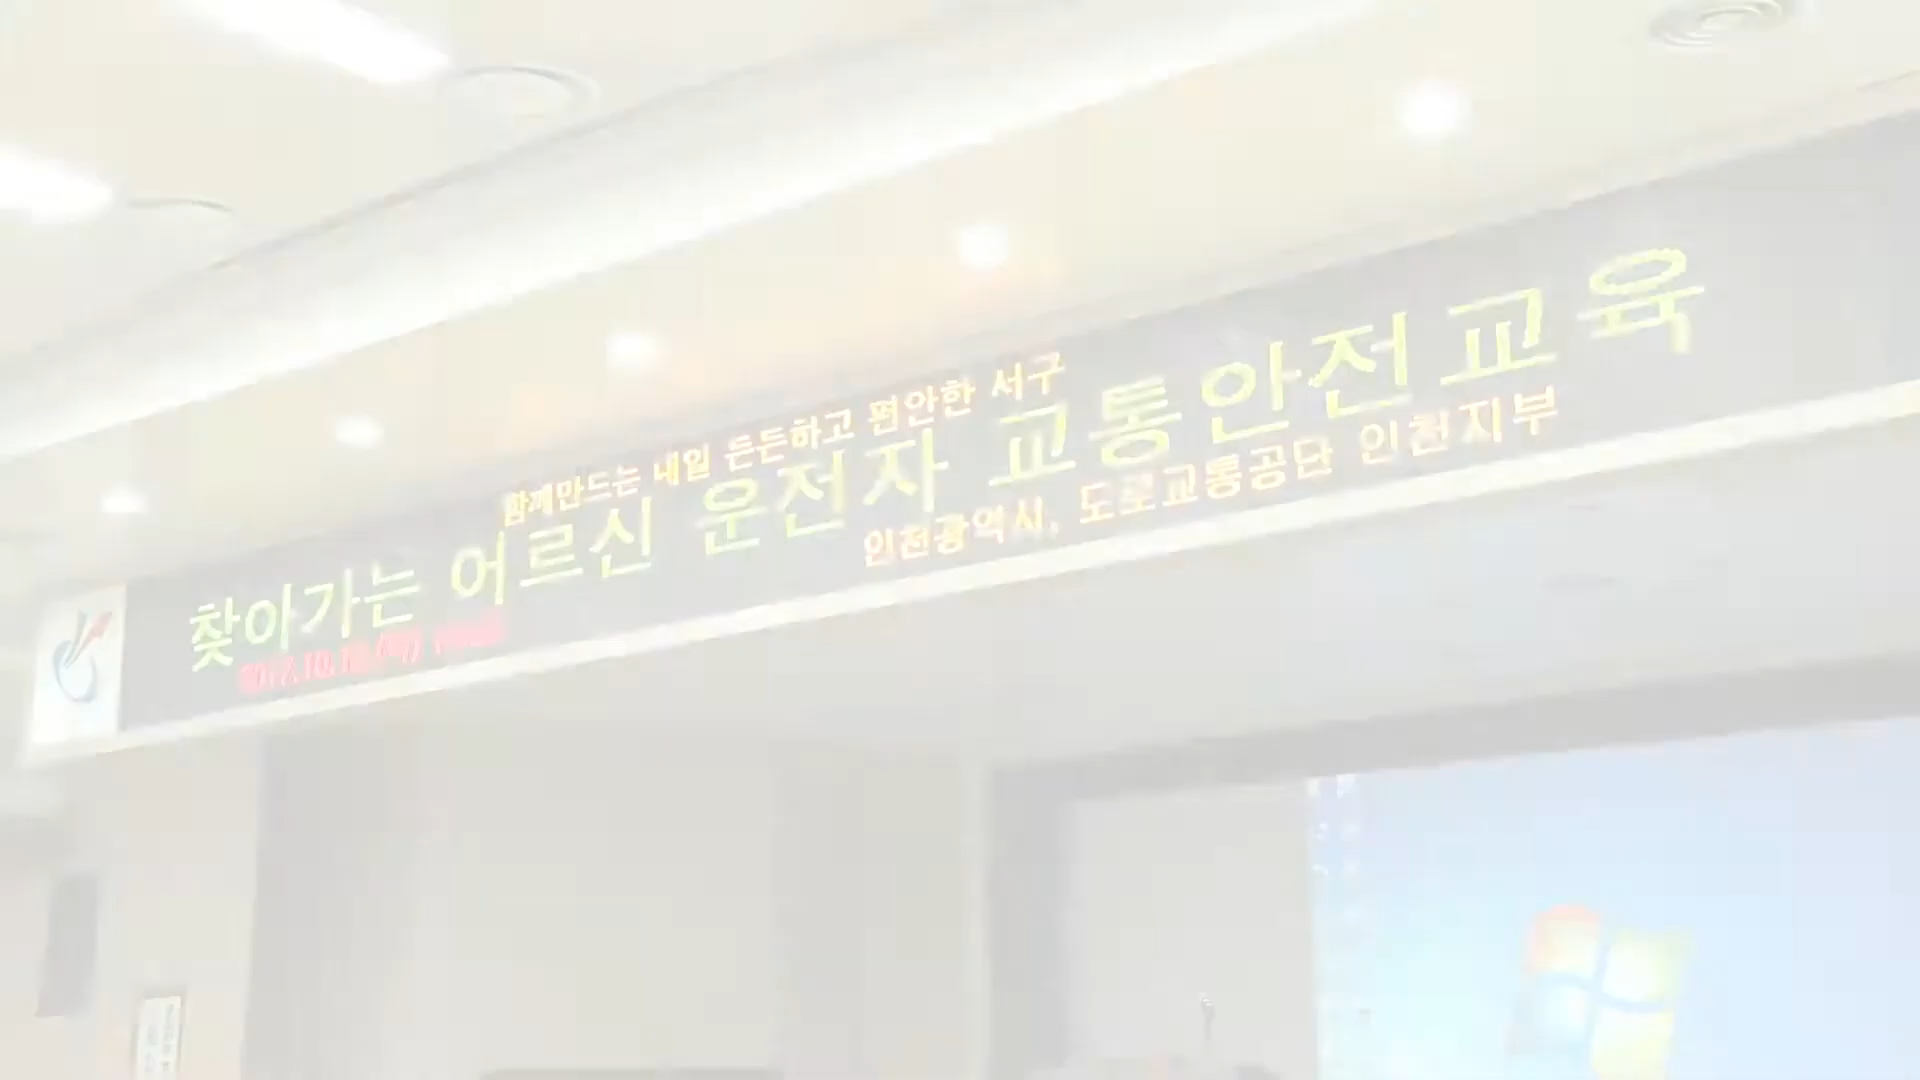 함께만드는 내일 든든하고 편안한 서구
찾아가는 어르신 운전자 교통안전교육
인천광역시, 도로교통공단 인천지부